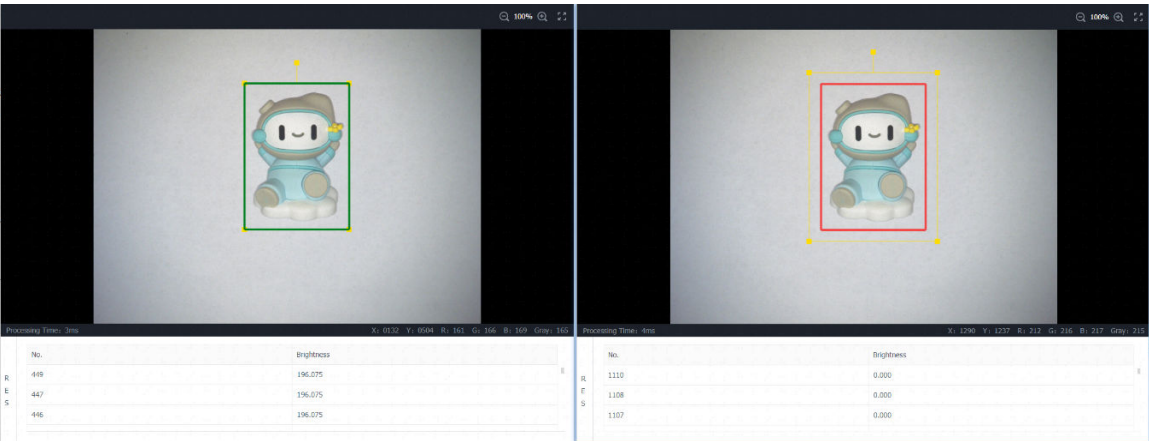 100%
Processing Time: 3ms X: 0132 Y: 0504 R: 161 G: 166 B: 169 Gray: 165
RES
No. Brightness
449 196.075
447 196.075
446 196.075
100%
Processing Time: 4ms X: 1290 Y: 1237 R: 212 G: 216 B: 217 Gray: 215
RES
No. Brightness
1110 0.000
1108 0.000
1107 0.000